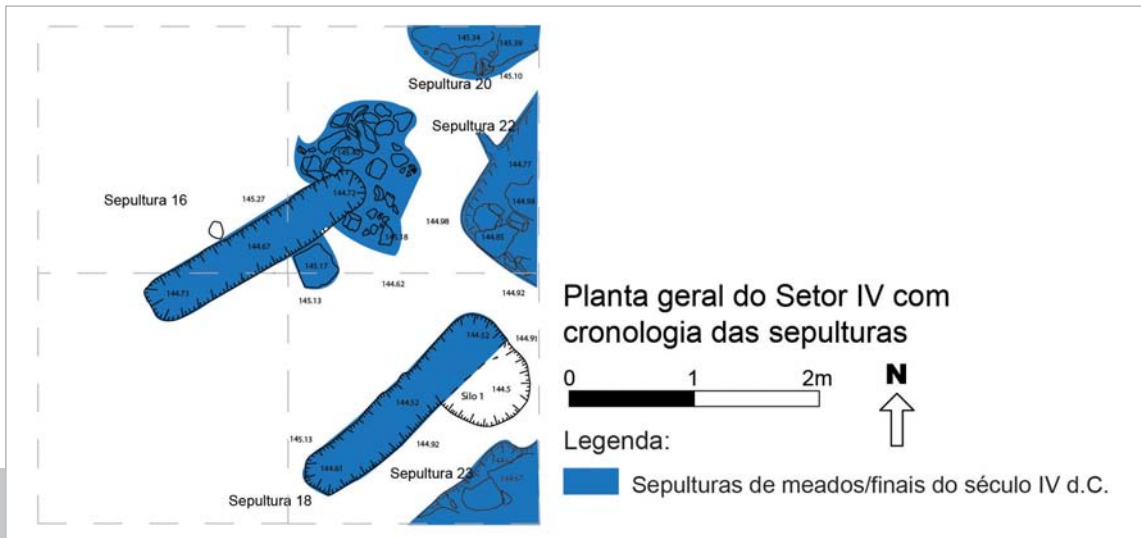 145.34
145.39
145.10
Sepultura 20
Sepultura 22
144.77
144.72
Sepultura 16
145.27
144.98
144.67
145.17
144.73
144.62
145.13
144.92
144.52
144.5
Silo 1
144.52
145.13
144.92
144.61
Sepultura 23
Sepultura 18
Planta geral do Setor IV com
cronologia das sepulturas
0 1 2m
N
Legenda:
Sepulturas de meados/finais do século IV d.C.